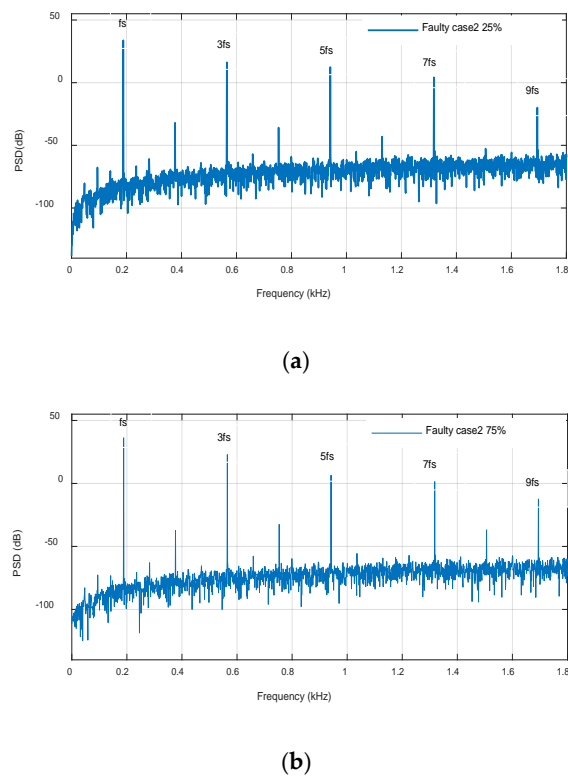 50
0
-50
-100
PSD(dB)
fs
3fs
5fs
7fs
9fs
Faulty case2 25%
0 0.2 0.4 0.6 0.8 1 1.2 1.4 1.6 1.8
Frequency (kHz)
(a)
50
0
-50
-100
PSD (dB)
fs
3fs
5fs
7fs
9fs
Faulty case2 75%
0 0.2 0.4 0.6 0.8 1 1.2 1.4 1.6 1.8
Frequency (kHz)
(b)